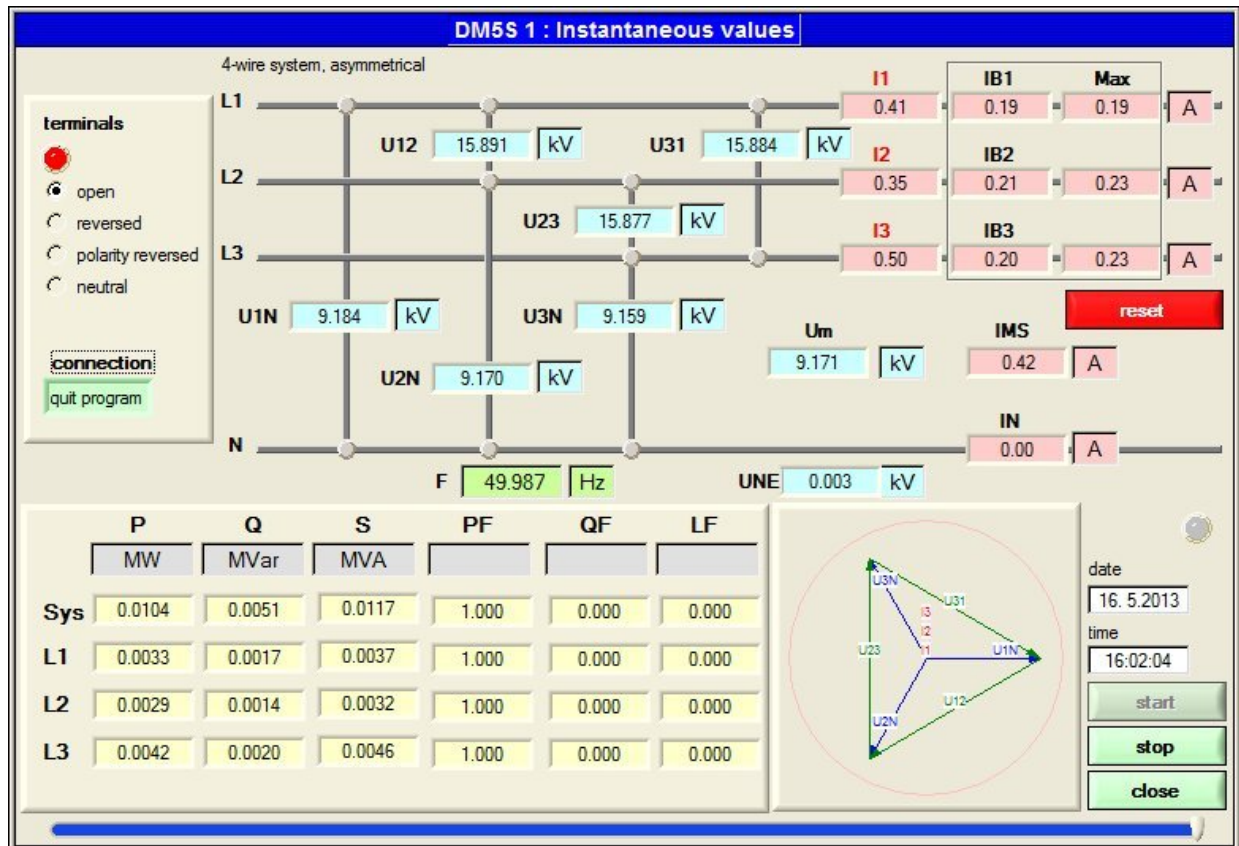 DM5S 1 : Instantaneous values
4-wire system, asymmetrical
terminals
open
reversed
polarity reversed
neutral
connection
quit program
L1
I1 IB1 Max
0.41 0.19 0.19 A
U12 15.891 kV U31 15.884 kV
L2
I2 IB2
0.35 0.21 0.23 A
U23 15.877 kV
L3
I3 IB3
0.50 0.20 0.23 A
reset
U1N 9.184 kV U3N 9.159 kV
Um IMS
9.171 kV 0.42 A
U2N 9.170 kV
IN
N 0.00 A
F 49.987 Hz UNE 0.003 kV
P Q S PF QF LF
MW MVar MVA
Sys 0.0104 0.0051 0.0117 1.000 0.000 0.000
L1 0.0033 0.0017 0.0037 1.000 0.000 0.000
L2 0.0029 0.0014 0.0032 1.000 0.000 0.000
L3 0.0042 0.0020 0.0046 1.000 0.000 0.000
U3N
U31
I3
I2
U23 I1 U1N
U12
U2N
date
16. 5.2013
time
16:02:04
start
stop
close